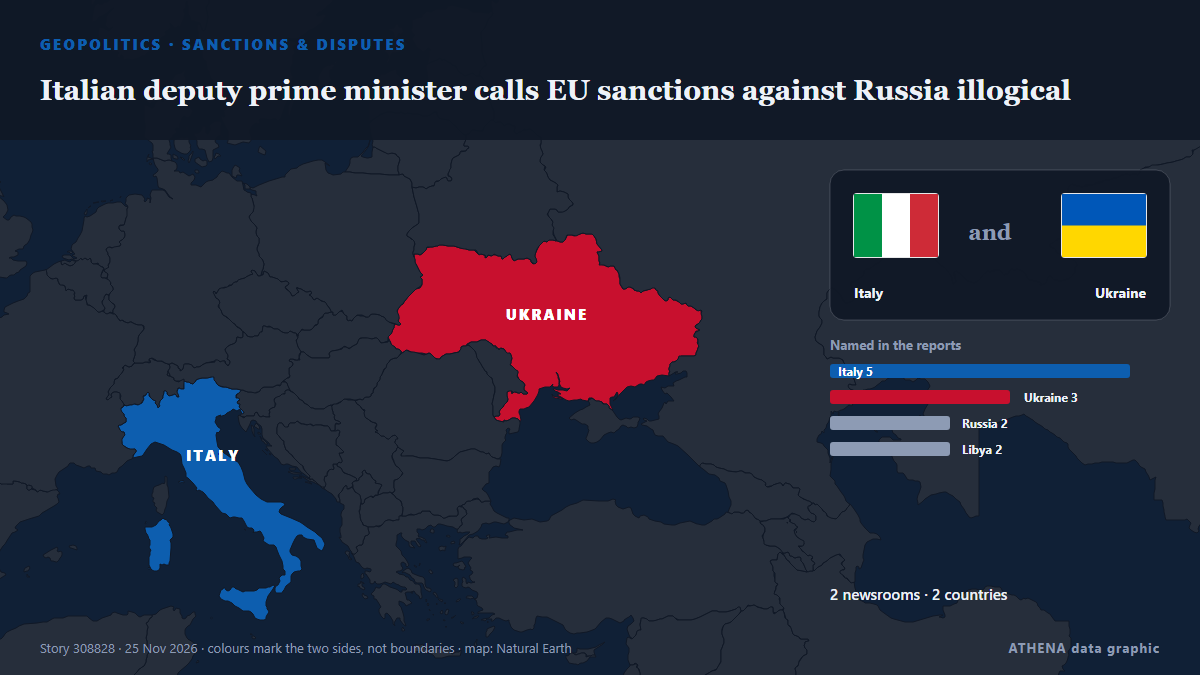 GEOPOLITICS · SANCTIONS & DISPUTES
Italian deputy prime minister calls EU sanctions against Russia illogical
and
Italy
Ukraine
UKRAINE
ITALY
Named in the reports
Italy 5
Ukraine 3
Russia 2
Libya 2
2 newsrooms · 2 countries
Story 308828 · 25 Nov 2026 · colours mark the two sides, not boundaries · map: Natural Earth
ATHENA data graphic